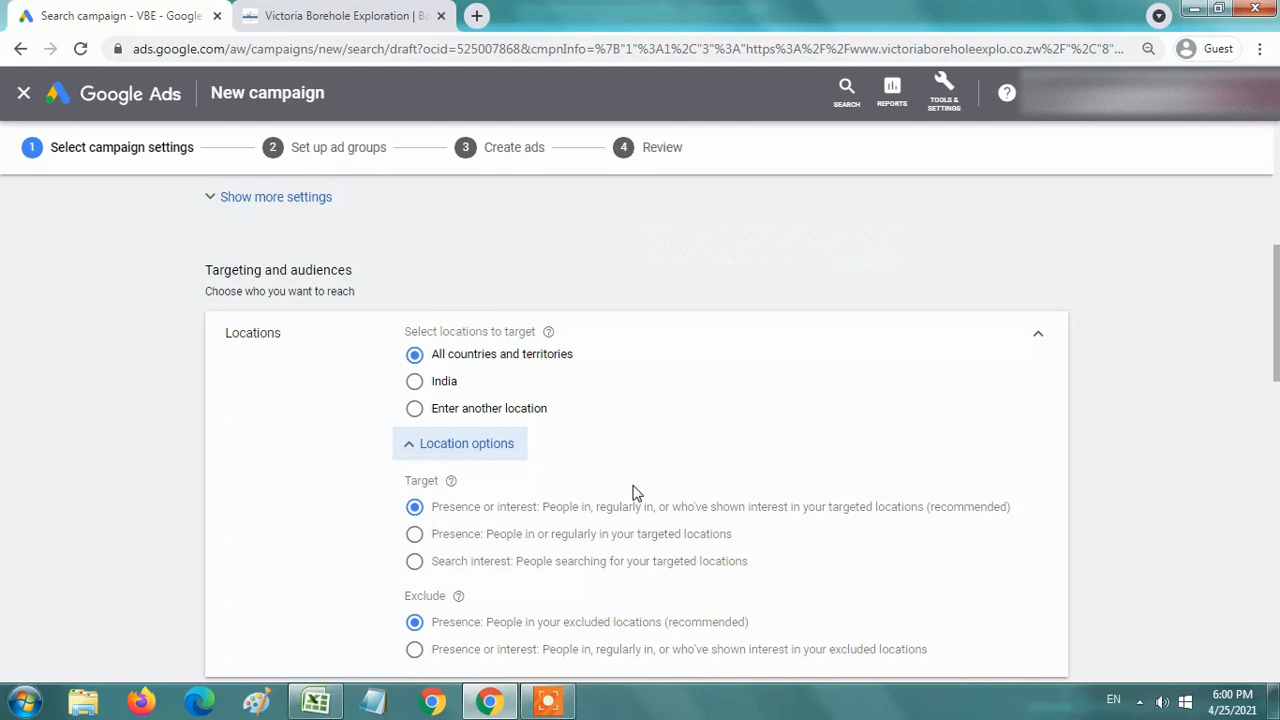 Search campaign - VBE - Google
Victoria Borehole Exploration | Bo
ads.google.com/aw/campaigns/new/search/draft?ocid=525007868&cmpnInfo=%7B"1"%3A1%2C"3"%3A"https%3A%2F%2Fwww.victoriaboreholeexplo.co.zw%2F"%2C"8"...
Guest
Google Ads
New campaign
SEARCH
REPORTS
TOOLS & SETTINGS
1 Select campaign settings
2 Set up ad groups
3 Create ads
4 Review
Show more settings
Targeting and audiences
Choose who you want to reach
Locations
Select locations to target
All countries and territories
India
Enter another location
Location options
Target
Presence or interest: People in, regularly in, or who've shown interest in your targeted locations (recommended)
Presence: People in or regularly in your targeted locations
Search interest: People searching for your targeted locations
Exclude
Presence: People in your excluded locations (recommended)
Presence or interest: People in, regularly in, or who've shown interest in your excluded locations
EN
6:00 PM
4/25/2021